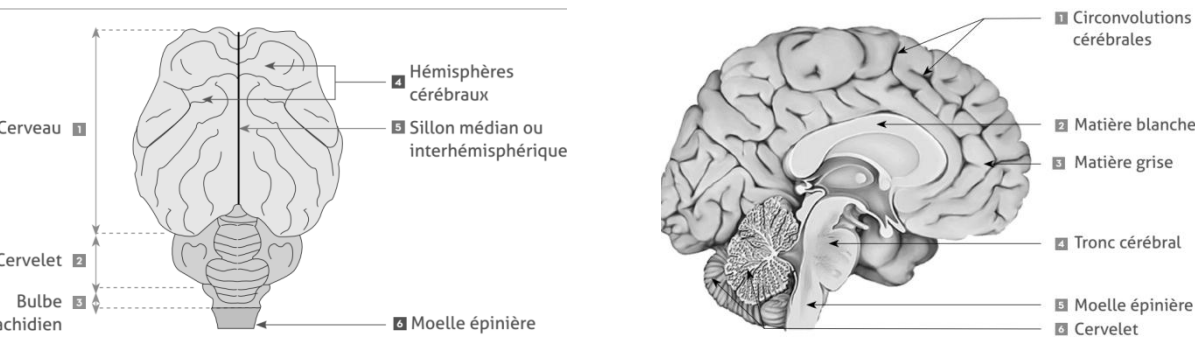 Cerveau 1
Cervelet 2
Bulbe 3
achidien
4 Hémisphères
cérébraux
5 Sillon médian ou
interhémisphérique
6 Moelle épinière
1 Circonvolutions
cérébrales
2 Matière blanche
3 Matière grise
4 Tronc cérébral
5 Moelle épinière
6 Cervelet